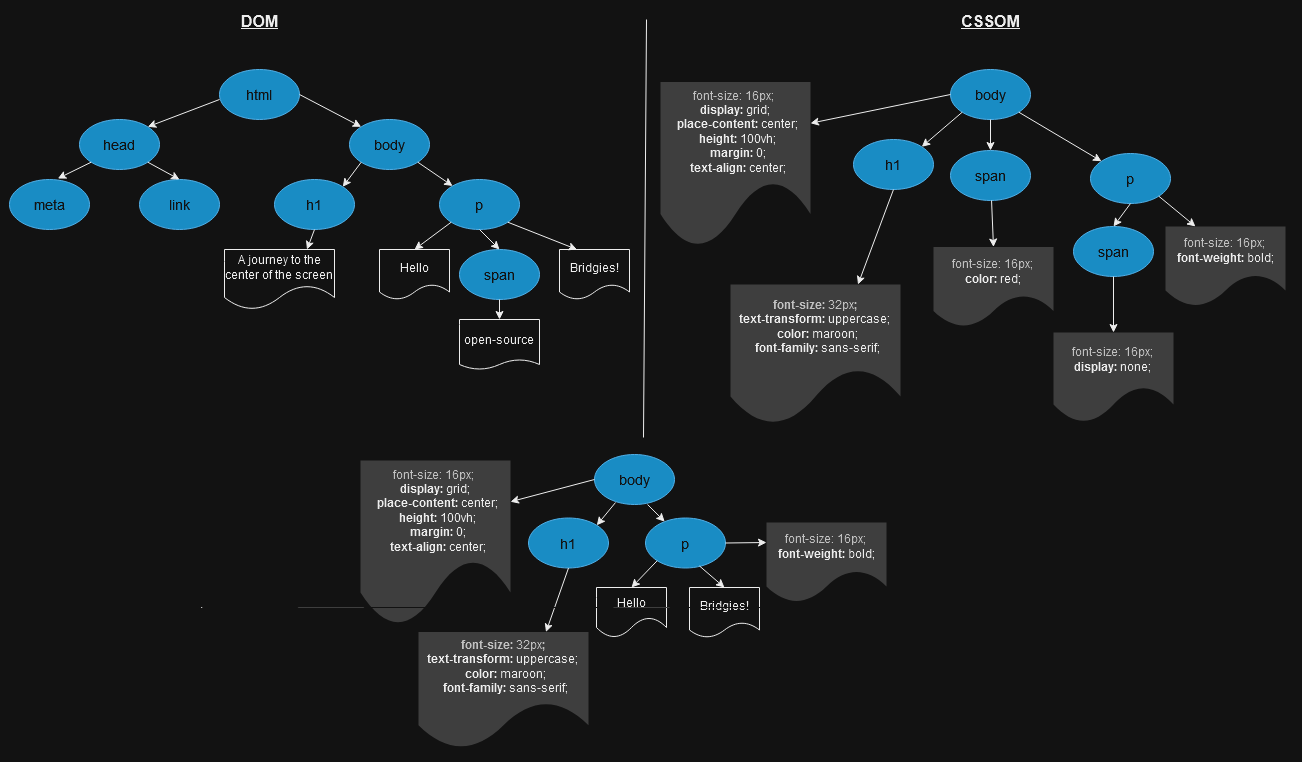 DOM
html
head
body
meta
link
h1
p
A journey to the
center of the screen
Hello
span
Bridgies!
open-source
CSSOM
body
font-size: 16px;
display: grid;
place-content: center;
height: 100vh;
margin: 0;
text-align: center;
h1
span
p
span
font-size: 16px;
font-weight: bold;
font-size: 16px;
color: red;
font-size: 32px;
text-transform: uppercase;
color: maroon;
font-family: sans-serif;
font-size: 16px;
display: none;
body
font-size: 16px;
display: grid;
place-content: center;
height: 100vh;
margin: 0;
text-align: center;
h1
p
font-size: 16px;
font-weight: bold;
Hello
Bridgies!
font-size: 32px;
text-transform: uppercase;
color: maroon;
font-family: sans-serif;